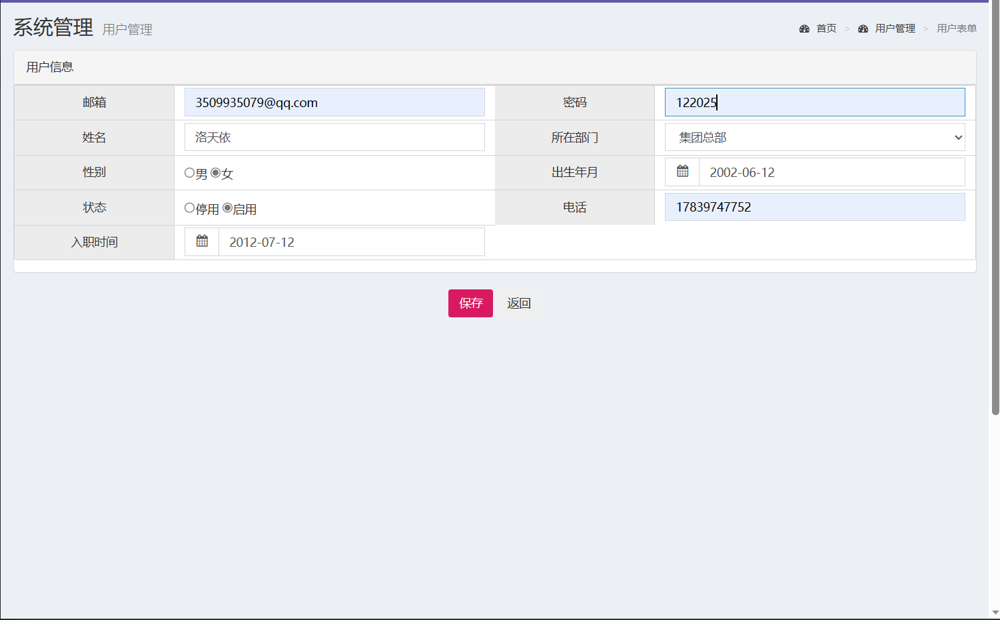 系统管理 用户管理
首页 > 用户管理 > 用户表单
用户信息
邮箱 3509935079@qq.com 密码 122025
姓名 洛天依 所在部门 集团总部
性别 男 女 出生年月 2002-06-12
状态 停用 启用 电话 17839747752
入职时间 2012-07-12
保存 返回